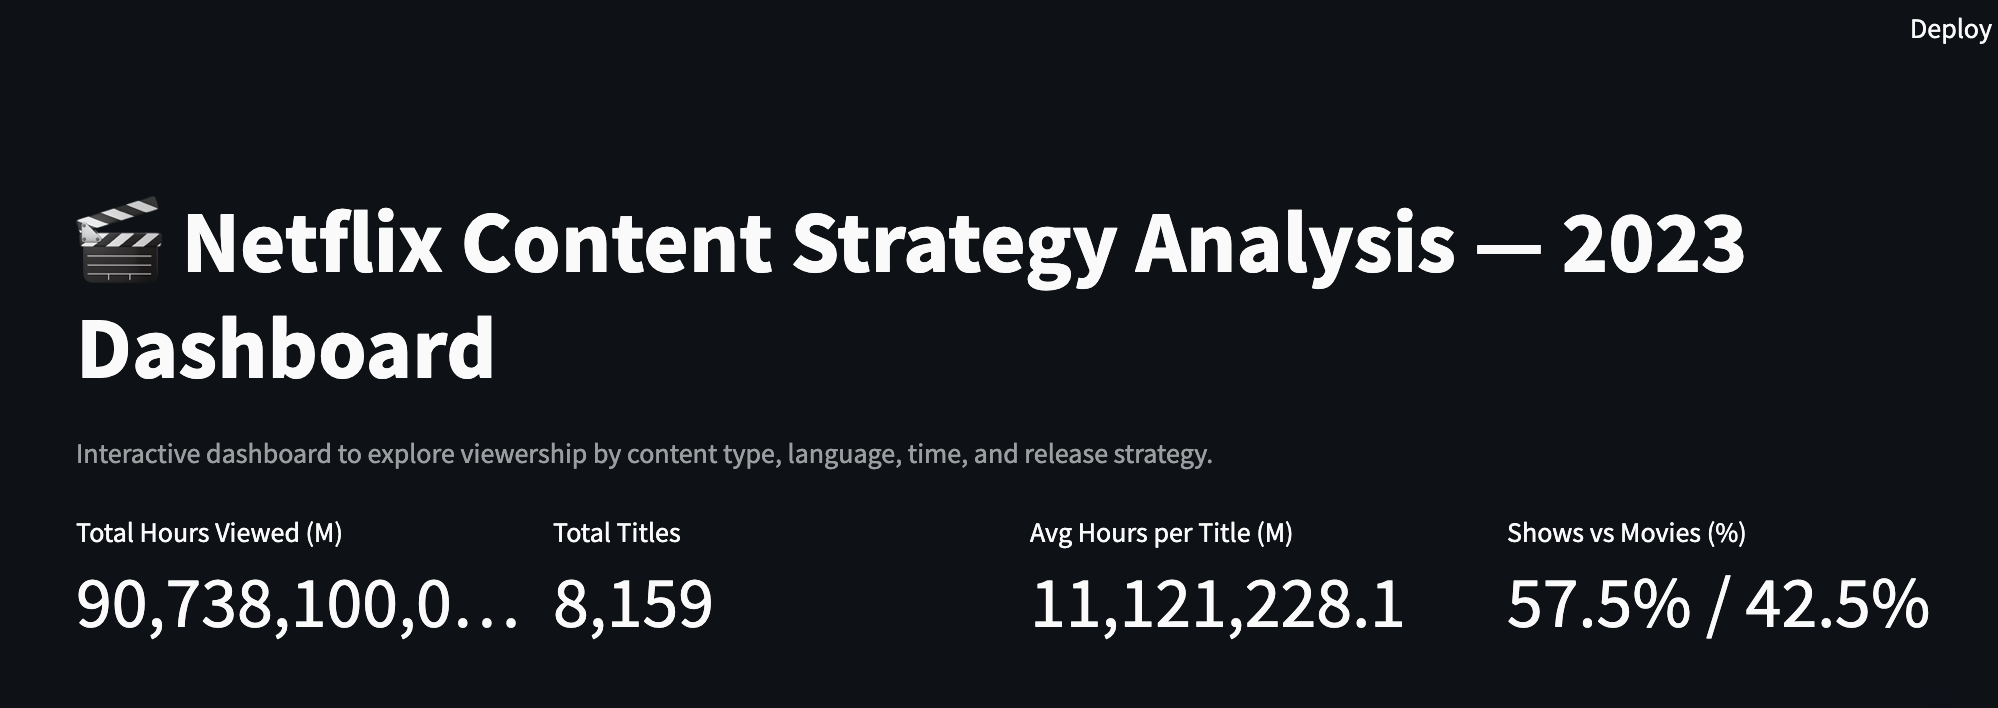 Deploy
Netflix Content Strategy Analysis — 2023
Dashboard
Interactive dashboard to explore viewership by content type, language, time, and release strategy.
Total Hours Viewed (M)
90,738,100,0...
Total Titles
8,159
Avg Hours per Title (M)
11,121,228.1
Shows vs Movies (%)
57.5% / 42.5%